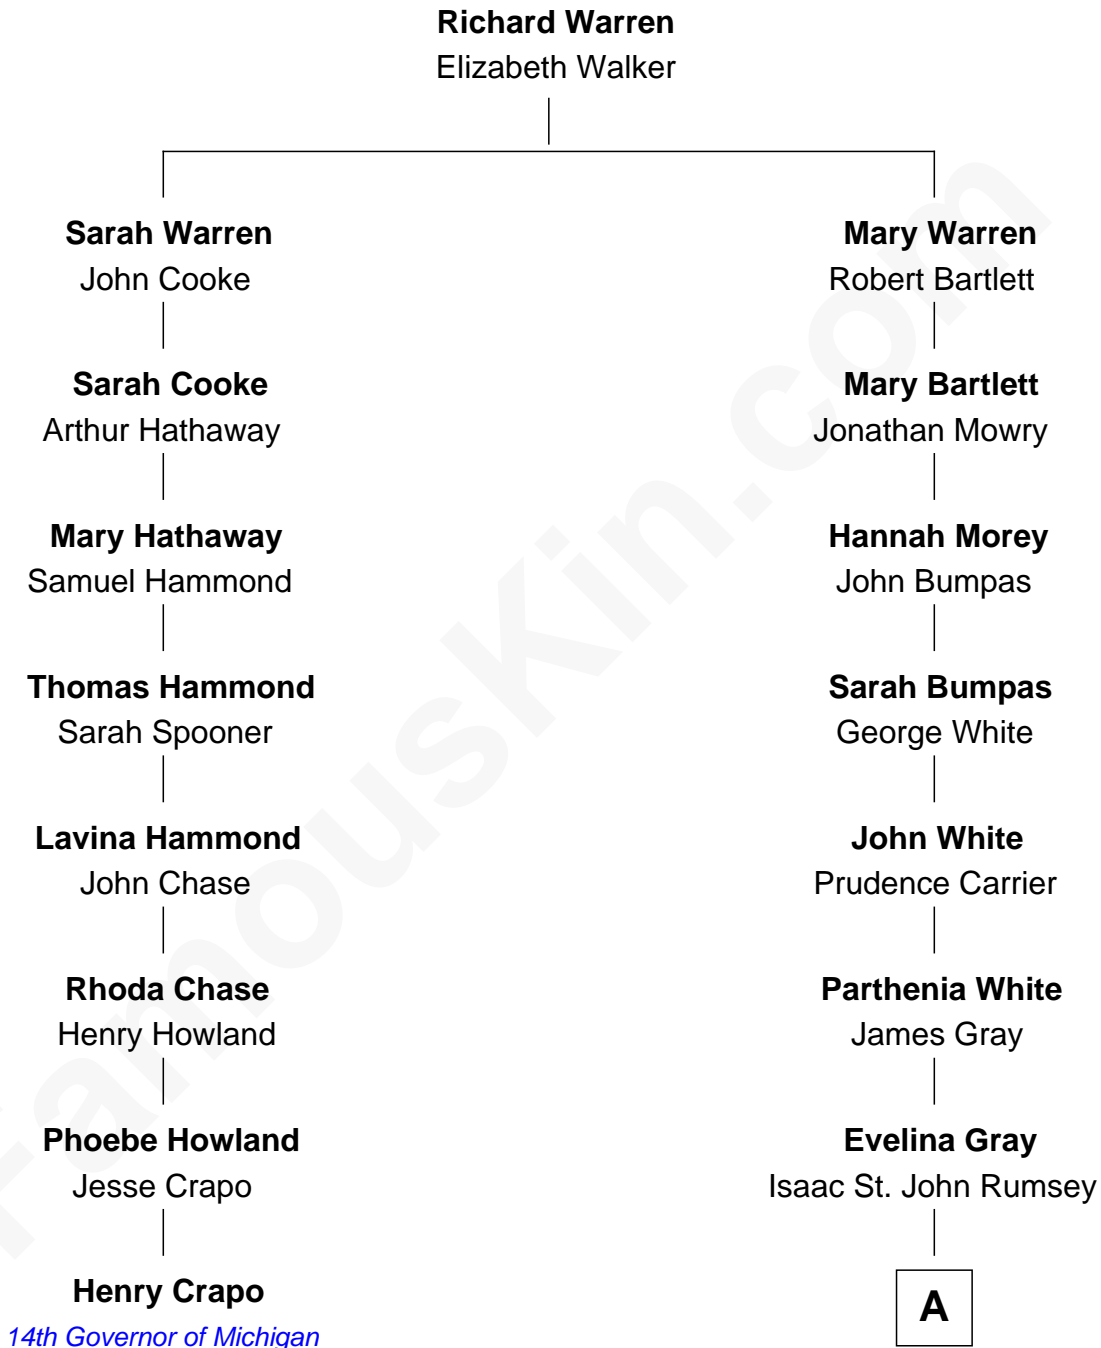 Richard Warren
Elizabeth Walker
Sarah Warren
John Cooke
Mary Warren
Robert Bartlett
Sarah Cooke
Arthur Hathaway
Mary Bartlett
Jonathan Mowry
Mary Hathaway
Samuel Hammond
Hannah Morey
John Bumpas
Thomas Hammond
Sarah Spooner
Sarah Bumpas
George White
Lavina Hammond
John Chase
John White
Prudence Carrier
Rhoda Chase
Henry Howland
Parthenia White
James Gray
Phoebe Howland
Jesse Crapo
Evelina Gray
Isaac St. John Rumsey
Henry Crapo
14th Governor of Michigan
A
FamousKin.com